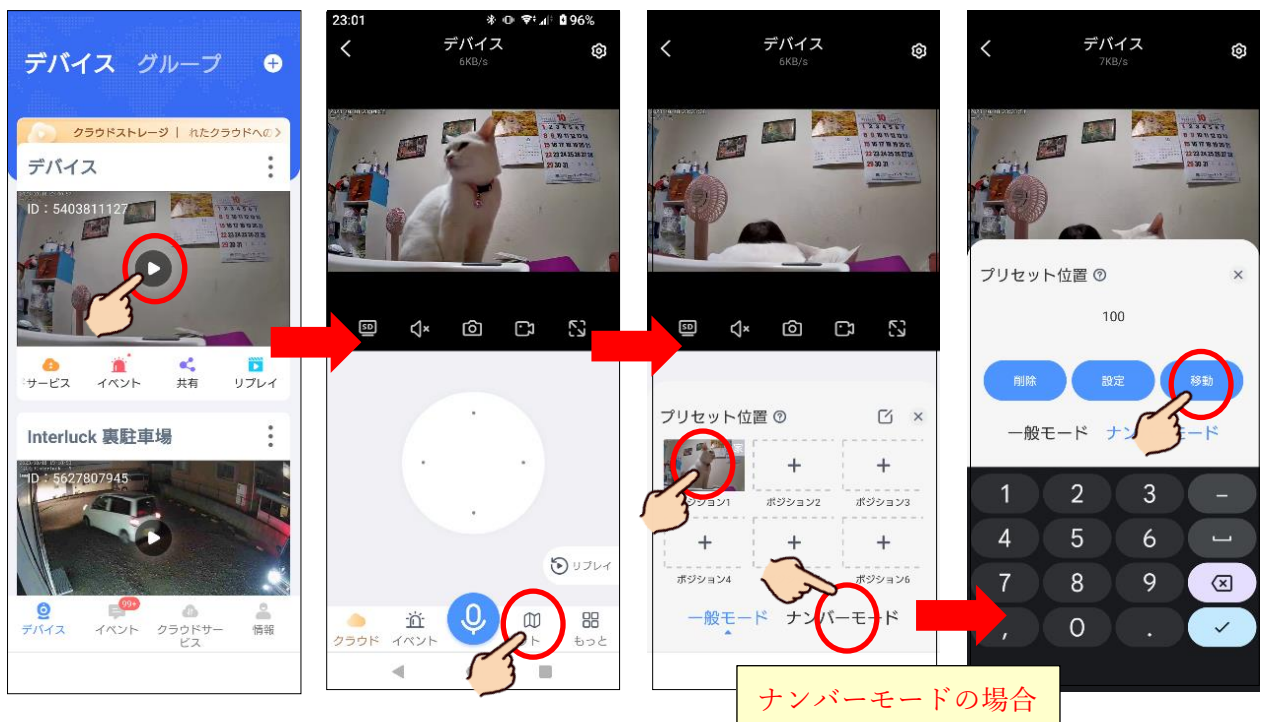 デバイス グループ
クラウドストレージ | れたクラウドへの
デバイス
ID：5403811127
サービス イベント 共有 リプレイ
Interluck 裏駐車場
ID：5627807945
99+
デバイス イベント クラウドサービス 情報
23:01 96%
デバイス
6KB/s
SD
リプレイ
クラウド イベント ト もっと
デバイス
6KB/s
SD
プリセット位置
ポジション1 ポジション2 ポジション3
ポジション4 ポジション6
一般モード ナンバーモード
デバイス
7KB/s
プリセット位置
100
削除 設定 移動
一般モード ナン モード
1 2 3 –
4 5 6
7 8 9
, 0 .
ナンバーモードの場合